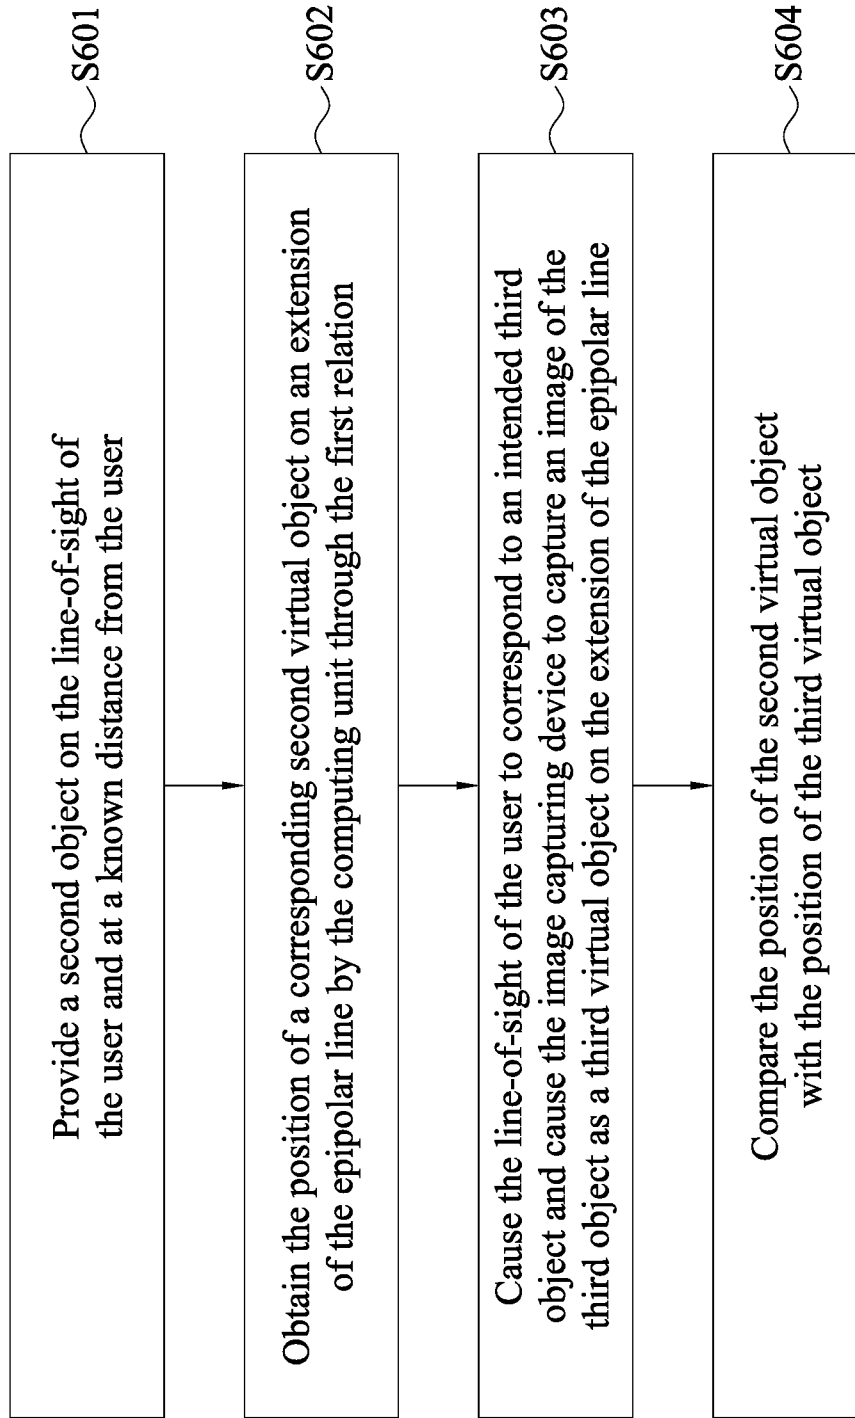 Provide a second object on the line-of-sight of
the user and at a known distance from the user
S601
Obtain the position of a corresponding second virtual object on an extension
of the epipolar line by the computing unit through the first relation
S602
Cause the line-of-sight of the user to correspond to an intended third
object and cause the image capturing device to capture an image of the
third object as a third virtual object on the extension of the epipolar line
S603
Compare the position of the second virtual object
with the position of the third virtual object
S604